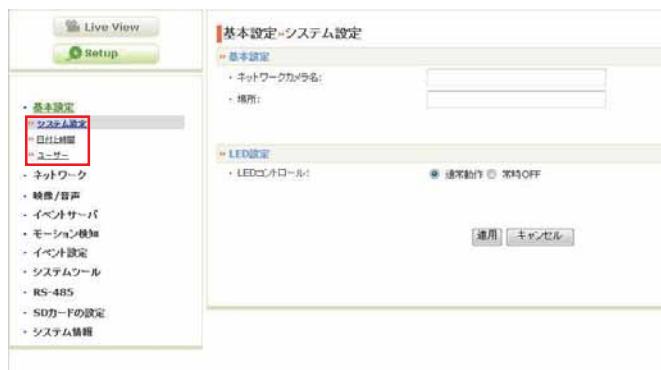 Live View
Setup
・ 基本設定
» システム設定
» 日付と時間
» ユーザー
・ ネットワーク
・ 映像/音声
・ イベントサーバ
・ モーション検知
・ イベント設定
・ システムツール
・ RS-485
・ SDカードの設定
・ システム情報
基本設定»システム設定
» 基本設定
・ ネットワークカメラ名:
・ 場所:
» LED設定
・ LEDコントロール: 通常動作 常時OFF
適用 キャンセル